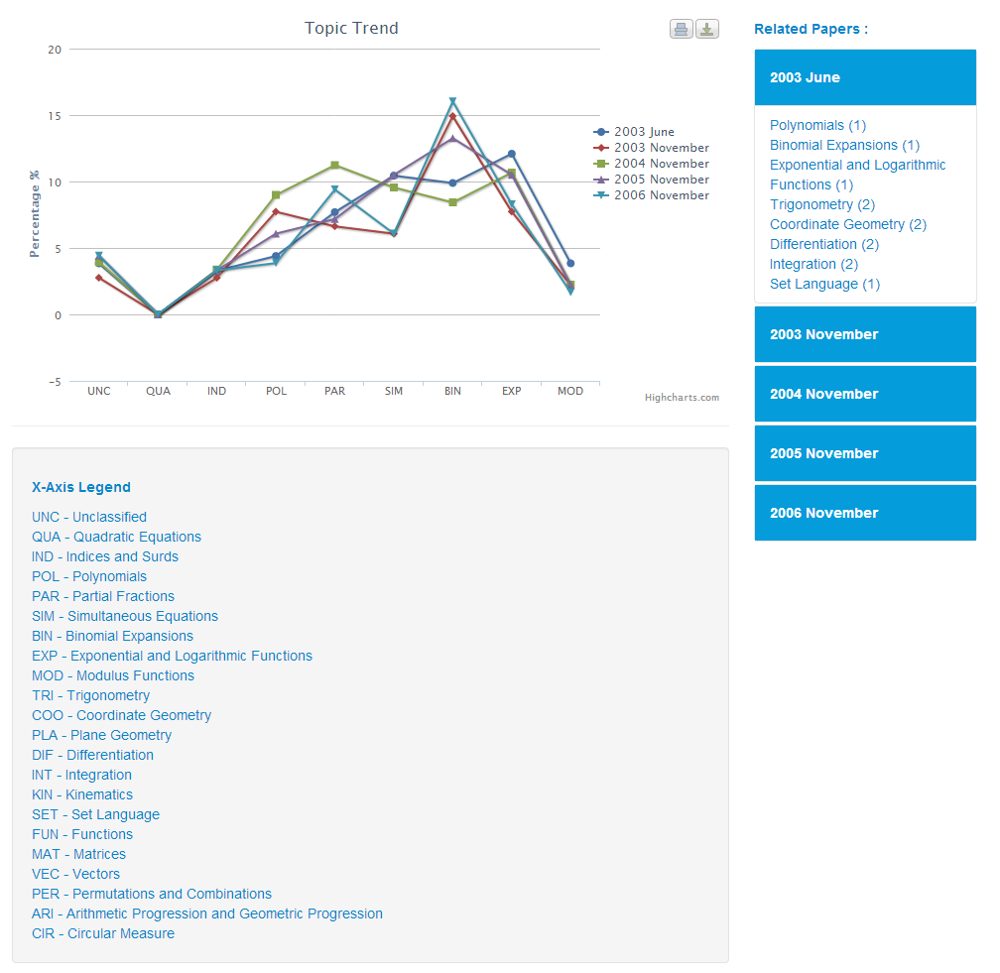 Topic Trend
Percentage %
20
15
10
5
0
−5
UNC QUA IND POL PAR SIM BIN EXP MOD
2003 June
2003 November
2004 November
2005 November
2006 November
Highcharts.com
X-Axis Legend
UNC - Unclassified
QUA - Quadratic Equations
IND - Indices and Surds
POL - Polynomials
PAR - Partial Fractions
SIM - Simultaneous Equations
BIN - Binomial Expansions
EXP - Exponential and Logarithmic Functions
MOD - Modulus Functions
TRI - Trigonometry
COO - Coordinate Geometry
PLA - Plane Geometry
DIF - Differentiation
INT - Integration
KIN - Kinematics
SET - Set Language
FUN - Functions
MAT - Matrices
VEC - Vectors
PER - Permutations and Combinations
ARI - Arithmetic Progression and Geometric Progression
CIR - Circular Measure
Related Papers :
2003 June
Polynomials (1)
Binomial Expansions (1)
Exponential and Logarithmic
Functions (1)
Trigonometry (2)
Coordinate Geometry (2)
Differentiation (2)
Integration (2)
Set Language (1)
2003 November
2004 November
2005 November
2006 November